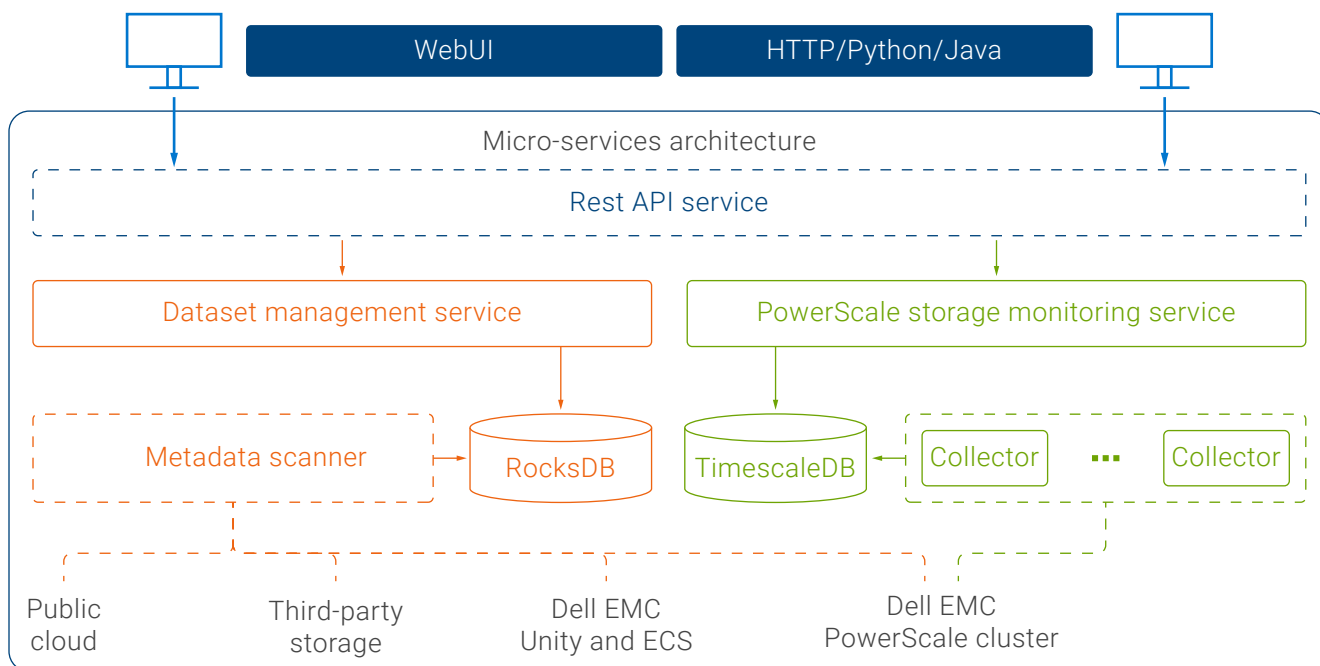 WebUI
HTTP/Python/Java
Micro-services architecture
Rest API service
Dataset management service
PowerScale storage monitoring service
Metadata scanner
RocksDB
TimescaleDB
Collector
Collector
Public
cloud
Third-party
storage
Dell EMC
Unity and ECS
Dell EMC
PowerScale cluster